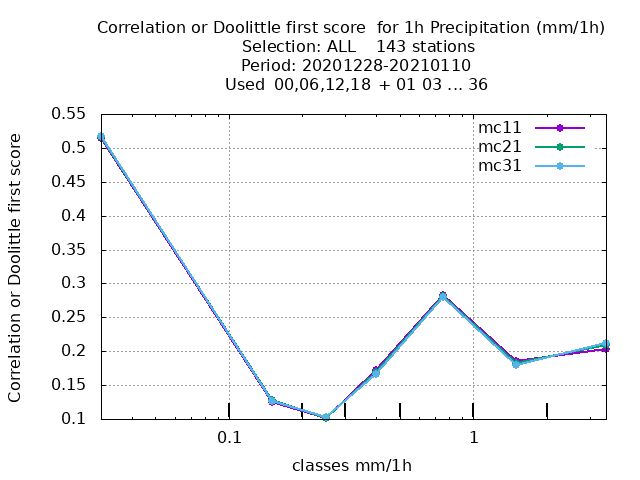 Correlation or Doolittle first score  for 1h Precipitation (mm/1h)
Selection: ALL    143 stations
Period: 20201228-20210110
Used  00,06,12,18 + 01 03 ... 36
mc11
mc21
mc31
Correlation or Doolittle first score
0.55
0.5
0.45
0.4
0.35
0.3
0.25
0.2
0.15
0.1
0.1 1
classes mm/1h